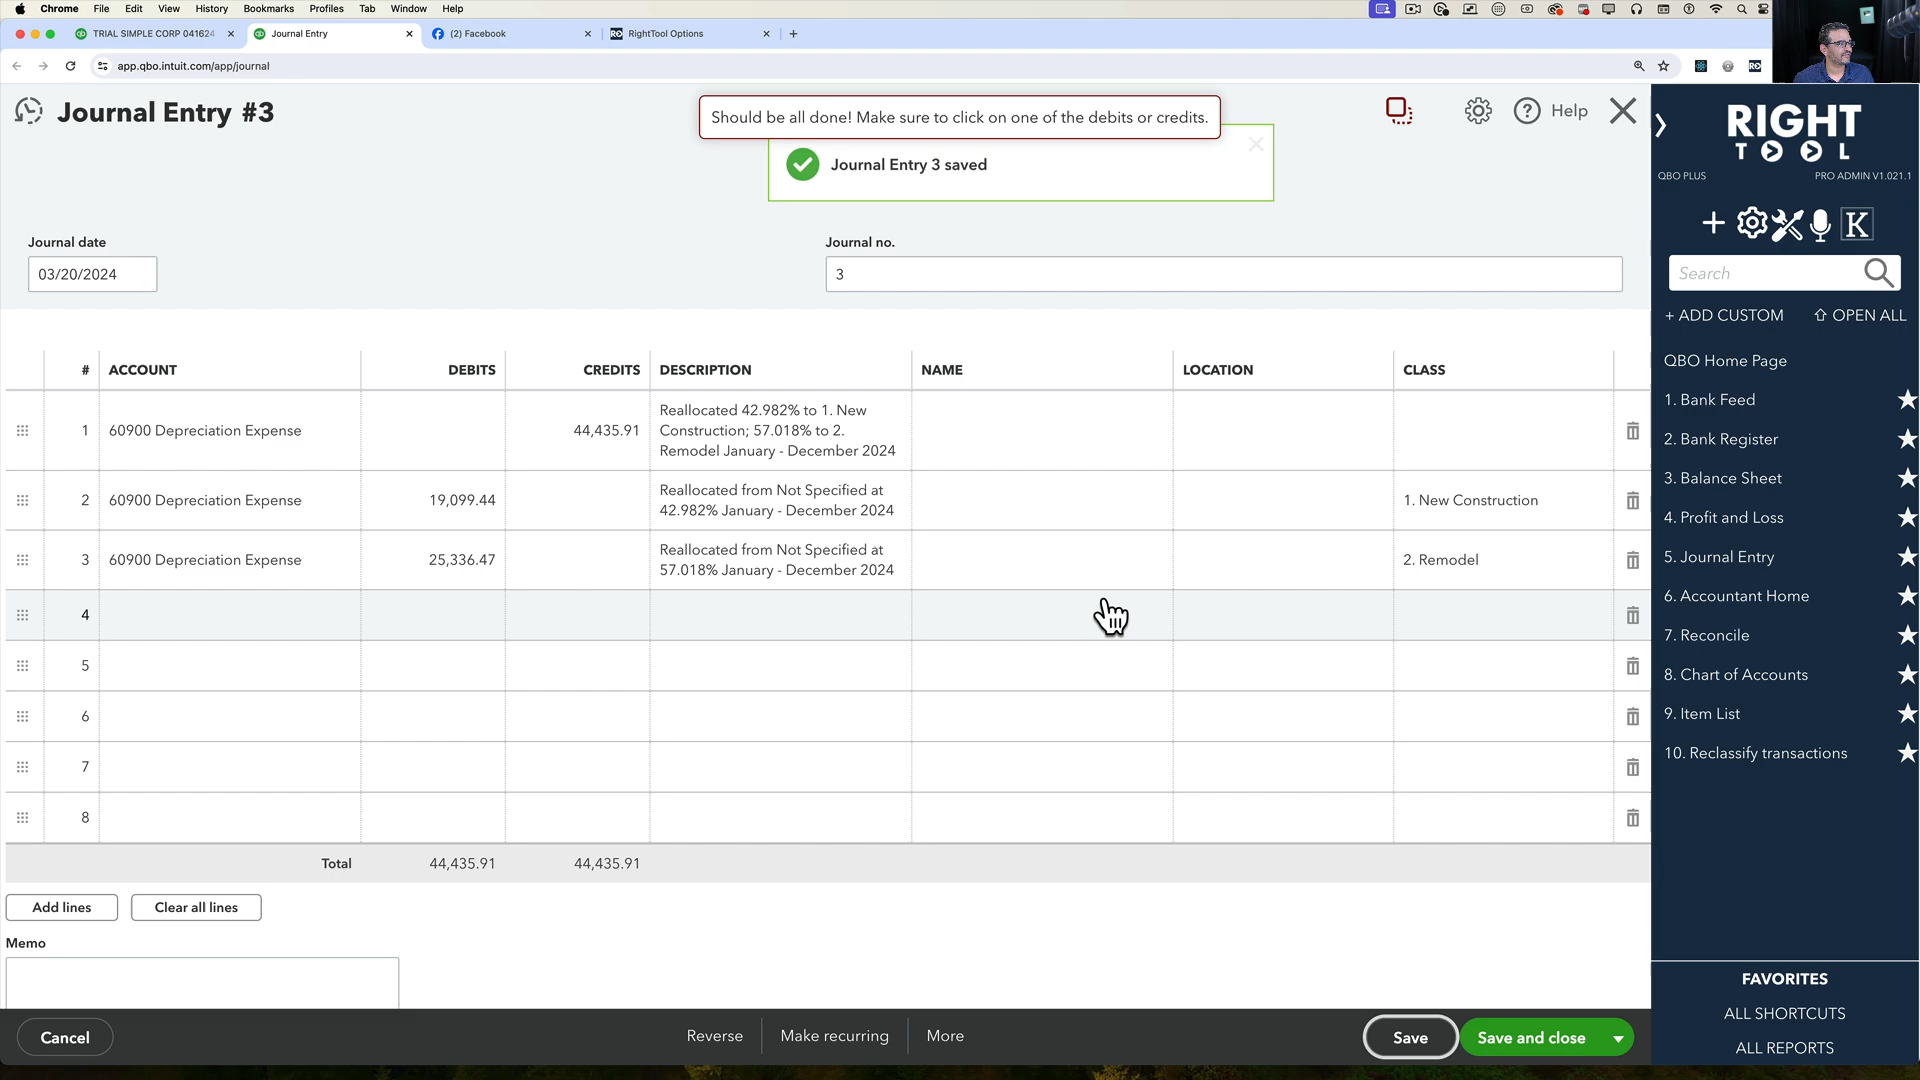 Chrome File Edit View History Bookmarks Profiles Tab Window Help
TRIAL SIMPLE CORP 041624
Journal Entry
(2) Facebook
RightTool Options
app.qbo.intuit.com/app/journal
Journal Entry #3
Should be all done! Make sure to click on one of the debits or credits.
Journal Entry 3 saved
Help
Journal date
03/20/2024
Journal no.
3
# ACCOUNT DEBITS CREDITS DESCRIPTION NAME LOCATION CLASS
1 60900 Depreciation Expense 44,435.91
Reallocated 42.982% to 1. New
Construction; 57.018% to 2.
Remodel January - December 2024
2 60900 Depreciation Expense 19,099.44
Reallocated from Not Specified at
42.982% January - December 2024
1. New Construction
3 60900 Depreciation Expense 25,336.47
Reallocated from Not Specified at
57.018% January - December 2024
2. Remodel
4
5
6
7
8
Total 44,435.91 44,435.91
Add lines
Clear all lines
Memo
Cancel
Reverse
Make recurring
More
Save
Save and close
RIGHT
TOOL
QBO PLUS
PRO ADMIN V1.021.1
K
Search
+ ADD CUSTOM
OPEN ALL
QBO Home Page
1. Bank Feed
2. Bank Register
3. Balance Sheet
4. Profit and Loss
5. Journal Entry
6. Accountant Home
7. Reconcile
8. Chart of Accounts
9. Item List
10. Reclassify transactions
FAVORITES
ALL SHORTCUTS
ALL REPORTS